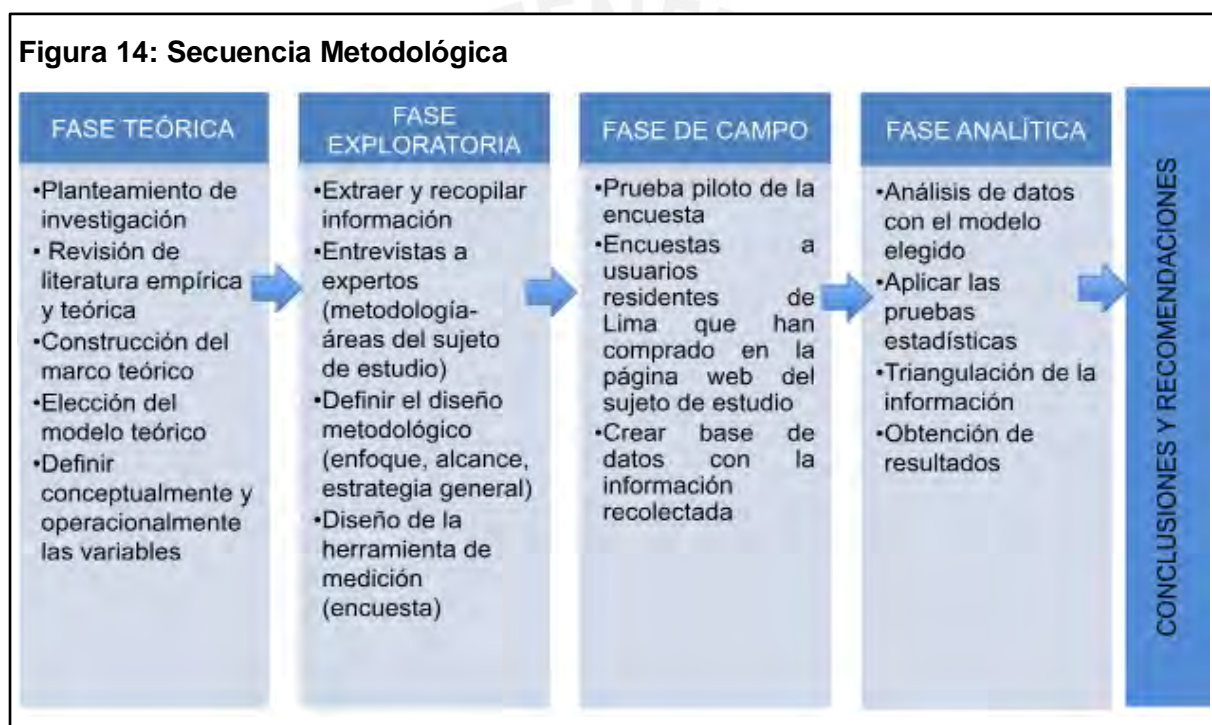 Figura 14: Secuencia Metodológica
FASE TEÓRICA
•Planteamiento de
investigación
• Revisión de
literatura empírica
y teórica
•Construcción del
marco teórico
•Elección del
modelo teórico
•Definir
conceptualmente y
operacionalmente
las variables
FASE
EXPLORATORIA
•Extraer y recopilar
información
•Entrevistas a
expertos
(metodología-
áreas del sujeto
de estudio)
•Definir el diseño
metodológico
(enfoque, alcance,
estrategia general)
•Diseño de la
herramienta de
medición
(encuesta)
FASE DE CAMPO
•Prueba piloto de la
encuesta
•Encuestas a
usuarios
residentes de
Lima que han
comprado en la
página web del
sujeto de estudio
•Crear base de
datos con la
información
recolectada
FASE ANALÍTICA
•Análisis de datos
con el modelo
elegido
•Aplicar las
pruebas
estadísticas
•Triangulación de la
información
•Obtención de
resultados
CONCLUSIONES Y RECOMENDACIONES